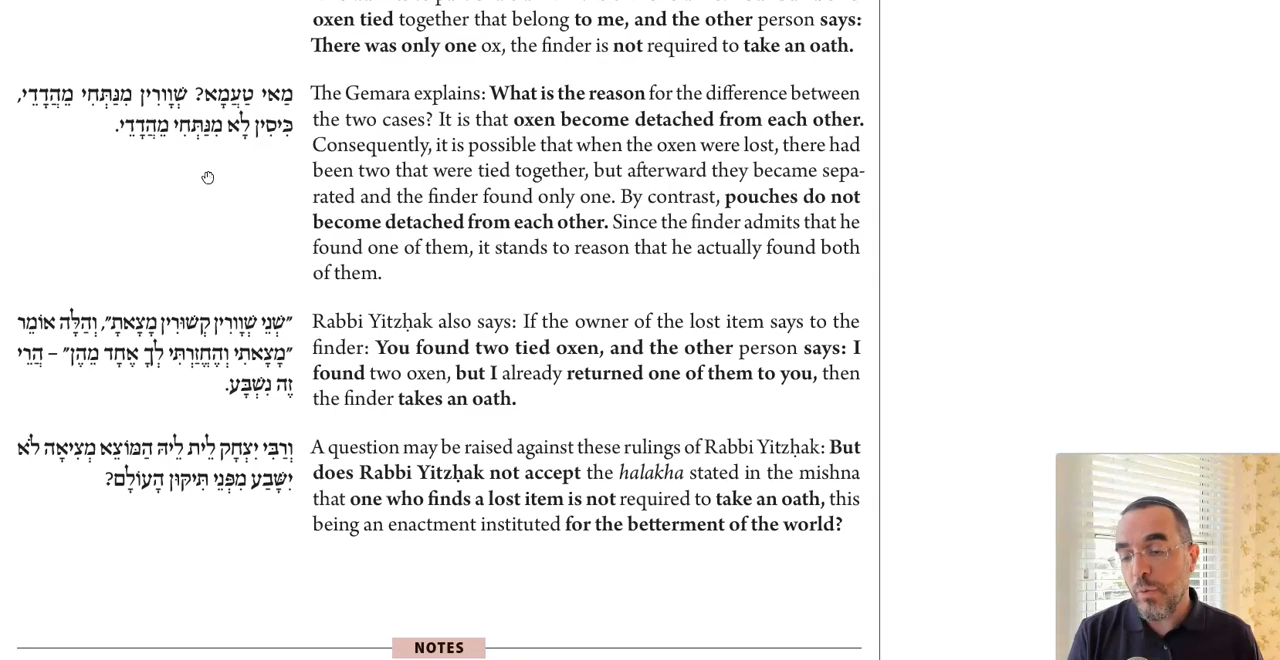 oxen tied together that belong to me, and the other person says:
There was only one ox, the finder is not required to take an oath.
מַאי טַעְמָא? שְׁוָורִין מִנַּתְּחִי מֵהֲדָדֵי,
כִּיסִין לָא מִנַּתְּחִי מֵהֲדָדֵי.
The Gemara explains: What is the reason for the difference between
the two cases? It is that oxen become detached from each other.
Consequently, it is possible that when the oxen were lost, there had
been two that were tied together, but afterward they became sepa-
rated and the finder found only one. By contrast, pouches do not
become detached from each other. Since the finder admits that he
found one of them, it stands to reason that he actually found both
of them.
״שְׁנֵי שְׁוָורִין קְשׁוּרִין מָצָאתָ״, וְהַלָּה אוֹמֵר
״מָצָאתִי וְהֶחֱזַרְתִּי לְךָ אֶחָד מֵהֶן״ – הֲרֵי
זֶה נִשְׁבָּע.
Rabbi Yitzḥak also says: If the owner of the lost item says to the
finder: You found two tied oxen, and the other person says: I
found two oxen, but I already returned one of them to you, then
the finder takes an oath.
וְרַבִּי יִצְחָק לֵית לֵיהּ הַמּוֹצֵא מְצִיאָה לֹא
יִשָּׁבַע מִפְּנֵי תִּיקּוּן הָעוֹלָם?
A question may be raised against these rulings of Rabbi Yitzḥak: But
does Rabbi Yitzḥak not accept the halakha stated in the mishna
that one who finds a lost item is not required to take an oath, this
being an enactment instituted for the betterment of the world?
NOTES